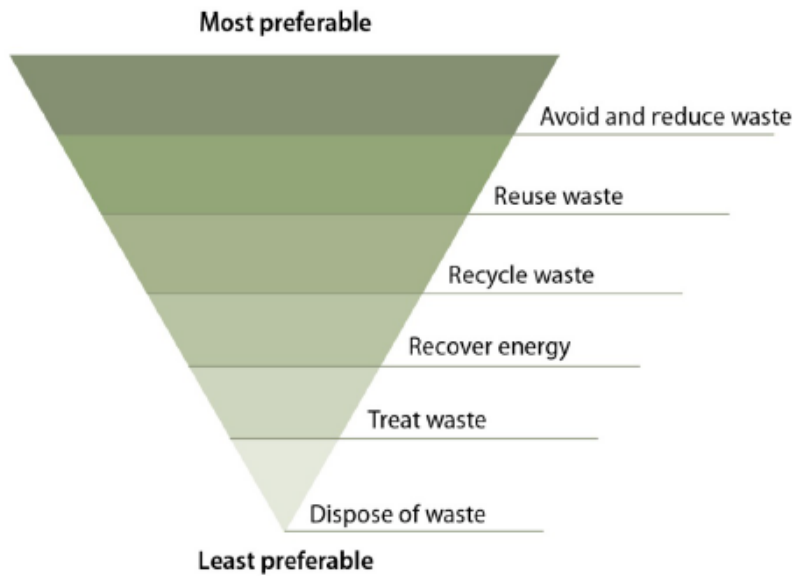 Most preferable
Avoid and reduce waste
Reuse waste
Recycle waste
Recover energy
Treat waste
Dispose of waste
Least preferable